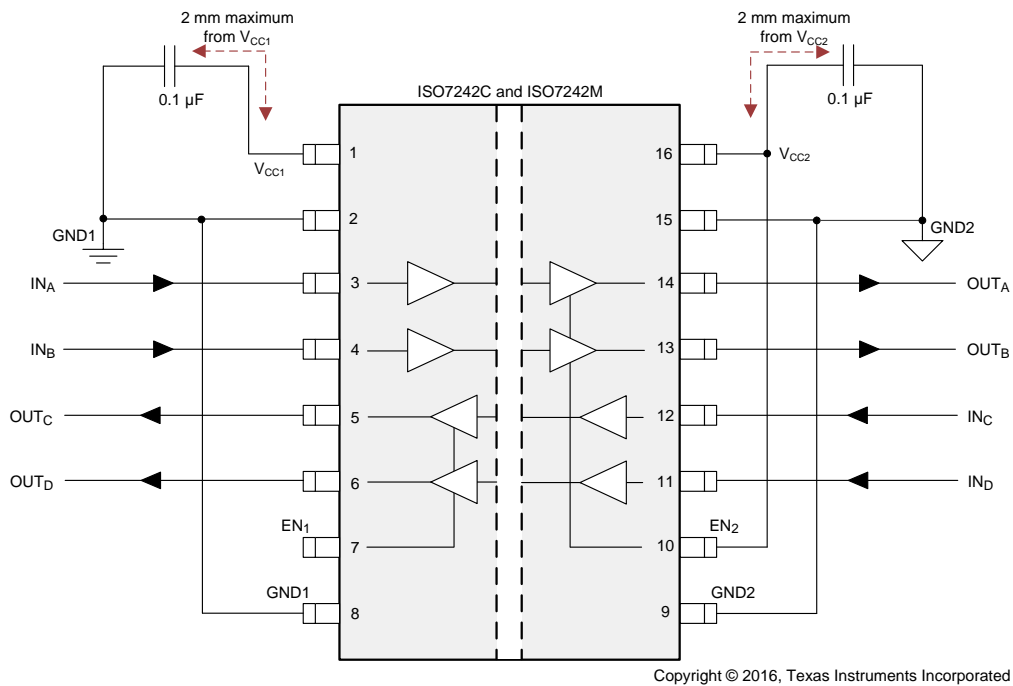 2 mm maximum
from VCC1
2 mm maximum
from VCC2
0.1 µF
0.1 µF
ISO7242C and ISO7242M
VCC1
1
16
VCC2
2
15
GND1
GND2
INA
3
14
OUTA
INB
4
13
OUTB
OUTC
5
12
INC
OUTD
6
11
IND
EN1
7
10
EN2
GND1
8
9
GND2
Copyright © 2016, Texas Instruments Incorporated